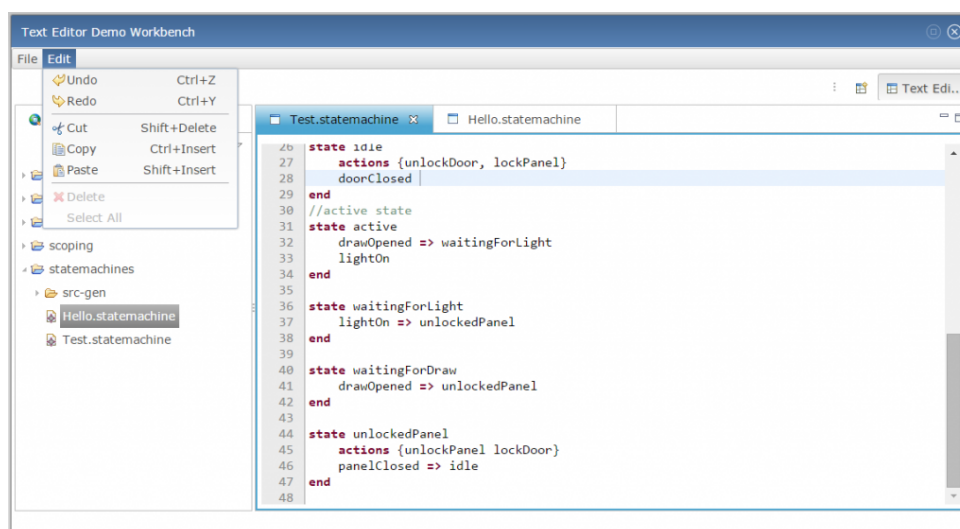 Text Editor Demo Workbench
File Edit
Undo Ctrl+Z
Redo Ctrl+Y
Cut Shift+Delete
Copy Ctrl+Insert
Paste Shift+Insert
Delete
Select All
Text Edi...
scoping
statemachines
src-gen
Hello.statemachine
Test.statemachine
Test.statemachine Hello.statemachine
26 state idle
27 actions {unlockDoor, lockPanel}
28 doorClosed
29 end
30 //active state
31 state active
32 drawOpened => waitingForLight
33 lightOn
34 end
35
36 state waitingForLight
37 lightOn => unlockedPanel
38 end
39
40 state waitingForDraw
41 drawOpened => unlockedPanel
42 end
43
44 state unlockedPanel
45 actions {unlockPanel lockDoor}
46 panelClosed => idle
47 end
48